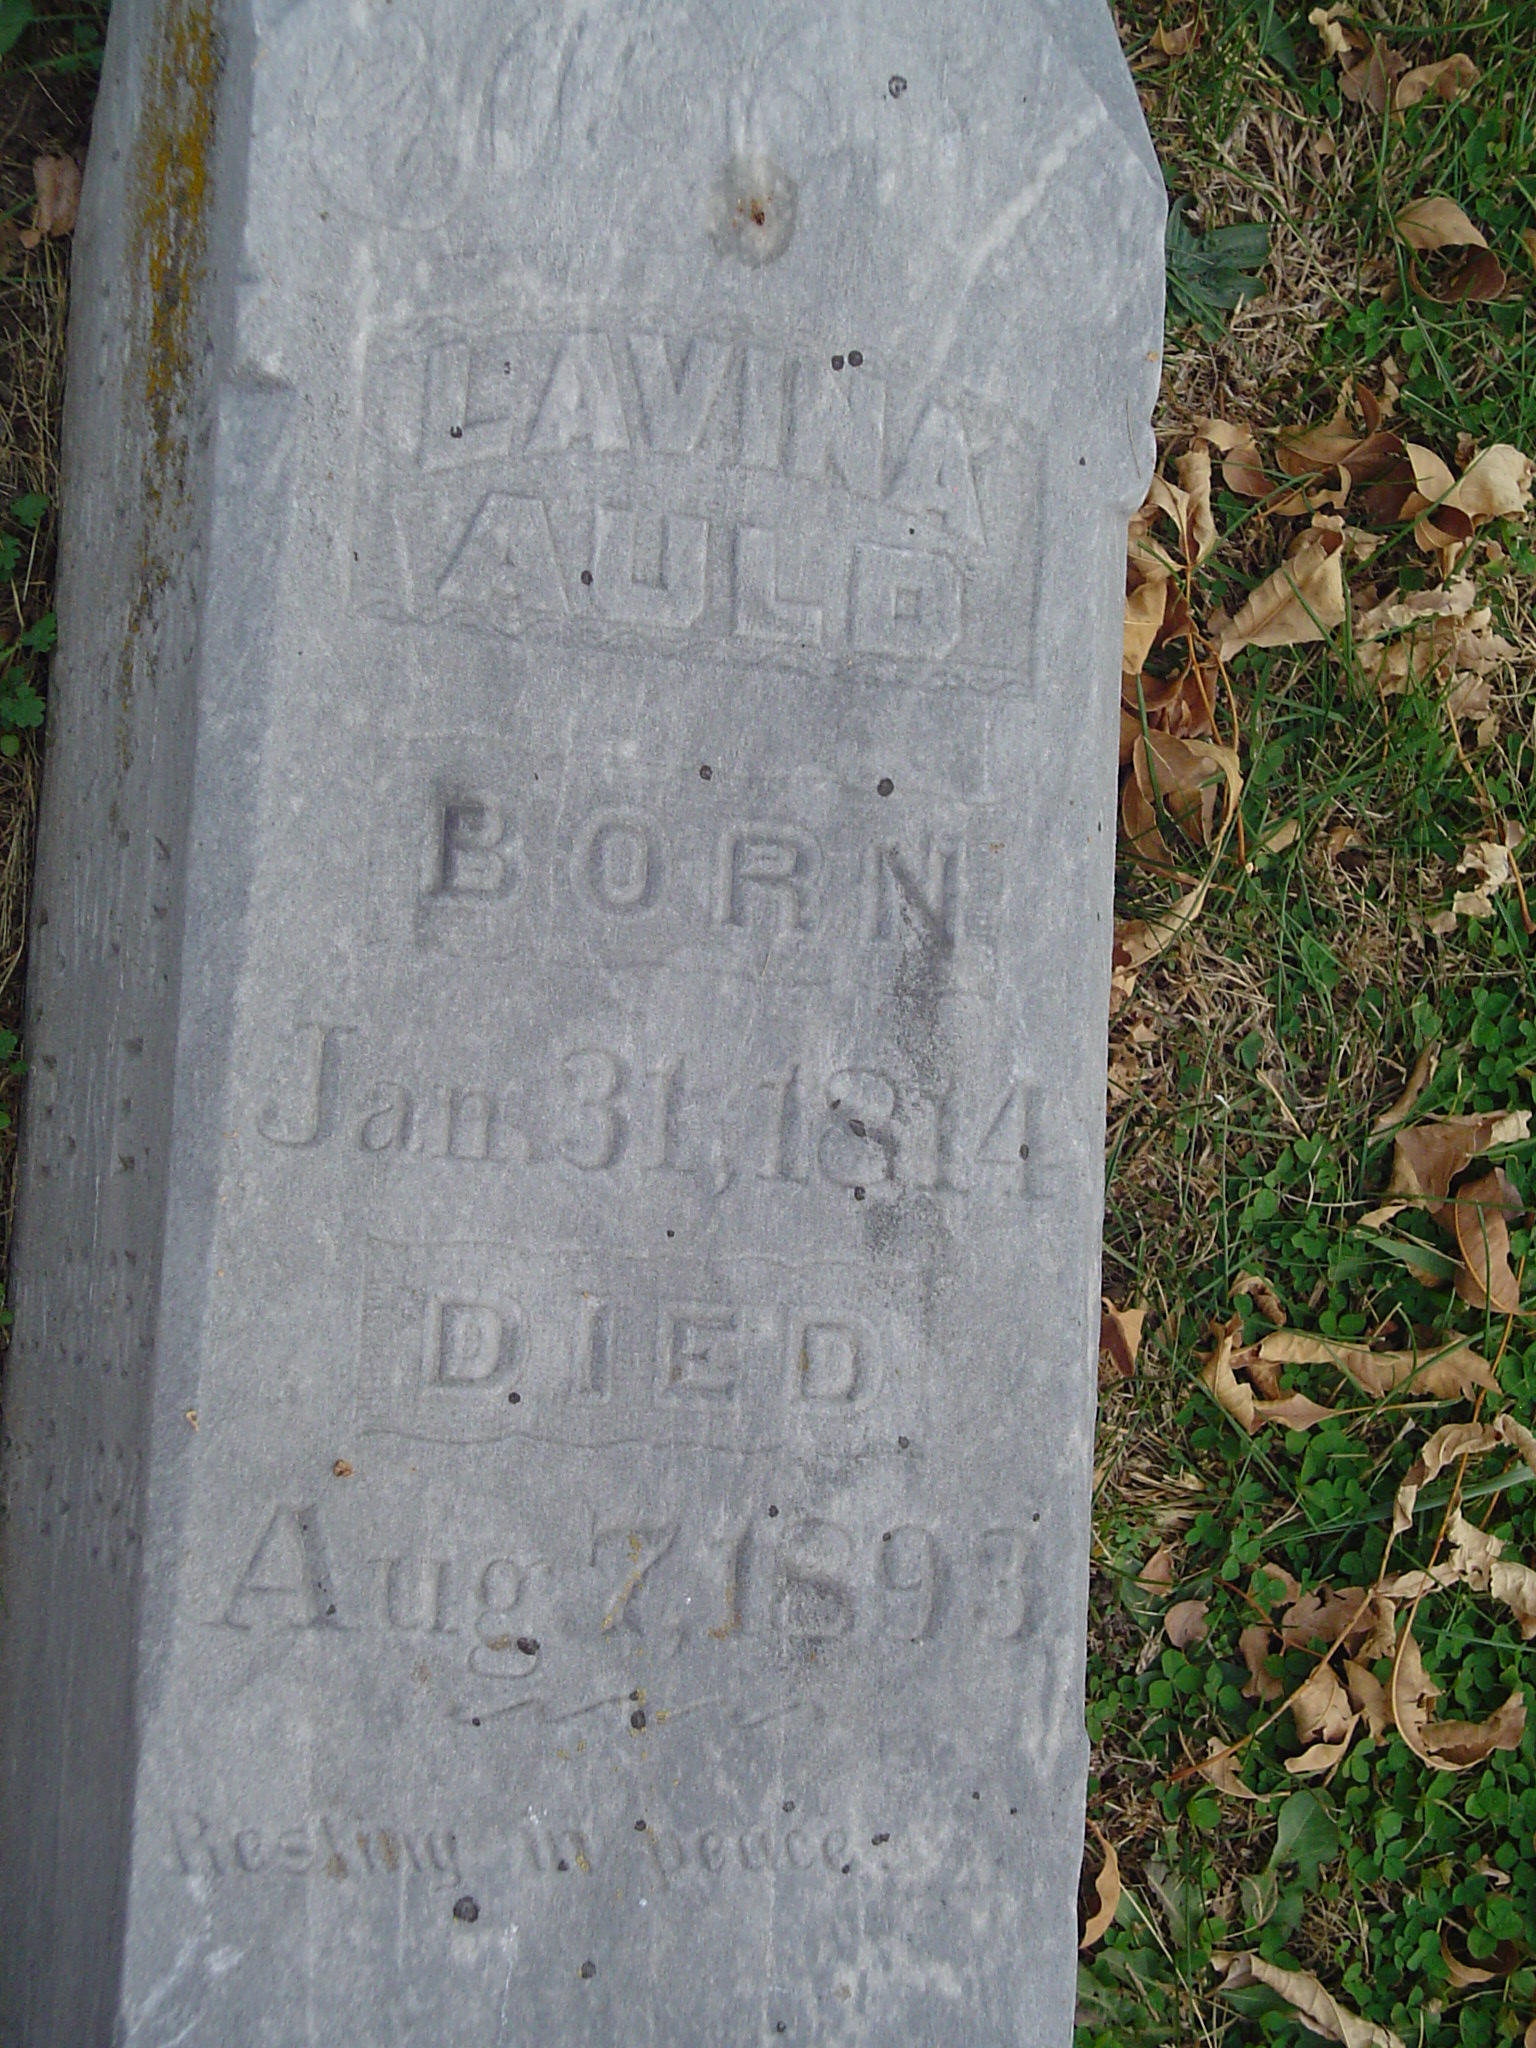 LAVINA
AULD
BORN
Jan. 31, 1814
DIED
Aug 7, 1893
Resting in peace.